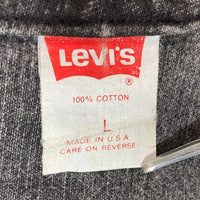 LEVI'S
®
100% COTTON
L
MADE IN U.S.A
CARE ON REVERSE